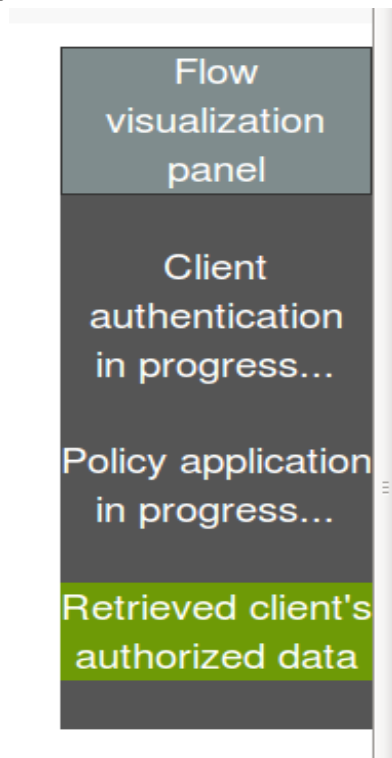 Flow
visualization
panel
Client
authentication
in progress...
Policy application
in progress...
Retrieved client's
authorized data